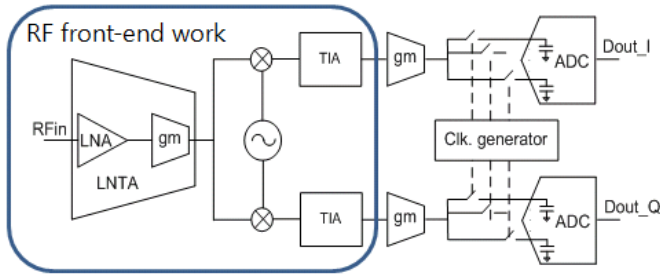 RF front-end work
RFin
LNA
gm
LNTA
TIA
gm
ADC
Dout_I
Clk. generator
TIA
gm
ADC
Dout_Q